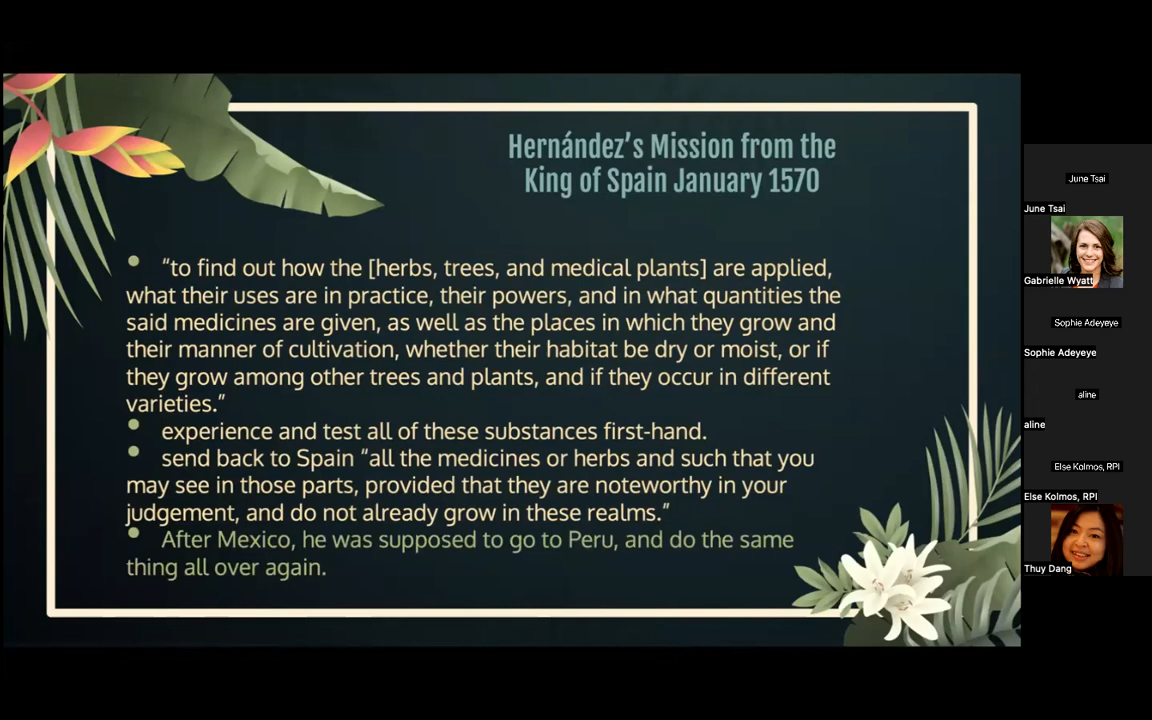 Hernández’s Mission from the
King of Spain January 1570
• “to find out how the [herbs, trees, and medical plants] are applied,
what their uses are in practice, their powers, and in what quantities the
said medicines are given, as well as the places in which they grow and
their manner of cultivation, whether their habitat be dry or moist, or if
they grow among other trees and plants, and if they occur in different
varieties.”
• experience and test all of these substances first-hand.
• send back to Spain “all the medicines or herbs and such that you
may see in those parts, provided that they are noteworthy in your
judgement, and do not already grow in these realms.”
• After Mexico, he was supposed to go to Peru, and do the same
thing all over again.
June Tsai
June Tsai
Gabrielle Wyatt
Sophie Adeyeye
Sophie Adeyeye
aline
aline
Else Kolmos, RPI
Else Kolmos, RPI
Thuy Dang